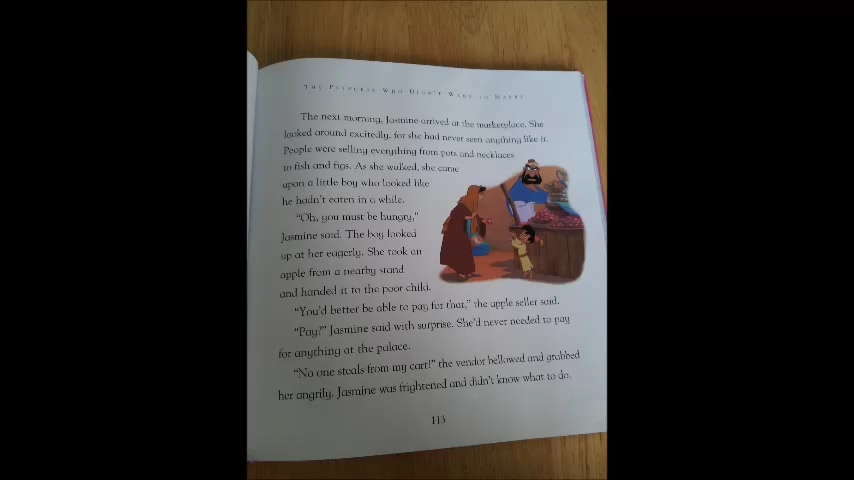 THE PRINCESS WHO DIDN'T WANT TO MARRY
The next morning, Jasmine arrived at the marketplace. She
looked around excitedly, for she had never seen anything like it.
People were selling everything from pots and necklaces
to fish and figs. As she walked, she came
upon a little boy who looked like
he hadn't eaten in a while.
"Oh, you must be hungry,"
Jasmine said. The boy looked
up at her eagerly. She took an
apple from a nearby stand
and handed it to the poor child.
"You'd better be able to pay for that," the apple seller said.
"Pay?" Jasmine said with surprise. She'd never needed to pay
for anything at the palace.
"No one steals from my cart!" the vendor bellowed and grabbed
her angrily. Jasmine was frightened and didn't know what to do.
113